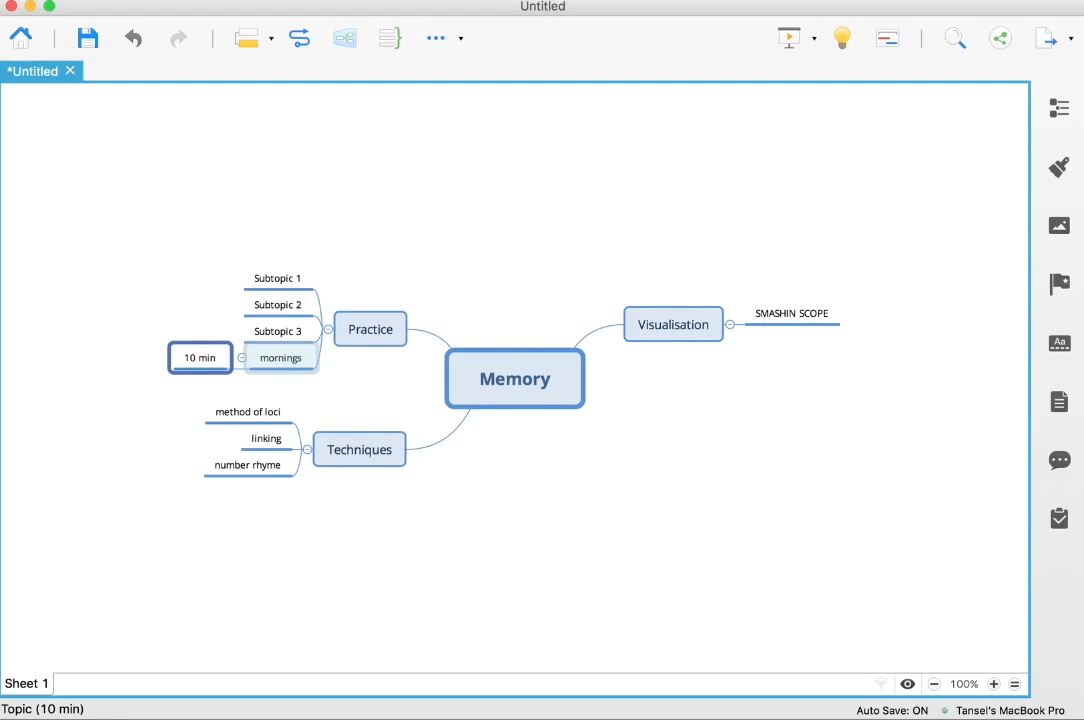 Untitled
*Untitled
Subtopic 1
Subtopic 2
Subtopic 3
mornings
10 min
Practice
Visualisation
SMASHIN SCOPE
Memory
method of loci
linking
number rhyme
Techniques
Aa
Sheet 1
100%
Topic (10 min)
Auto Save: ON
Tansel's MacBook Pro